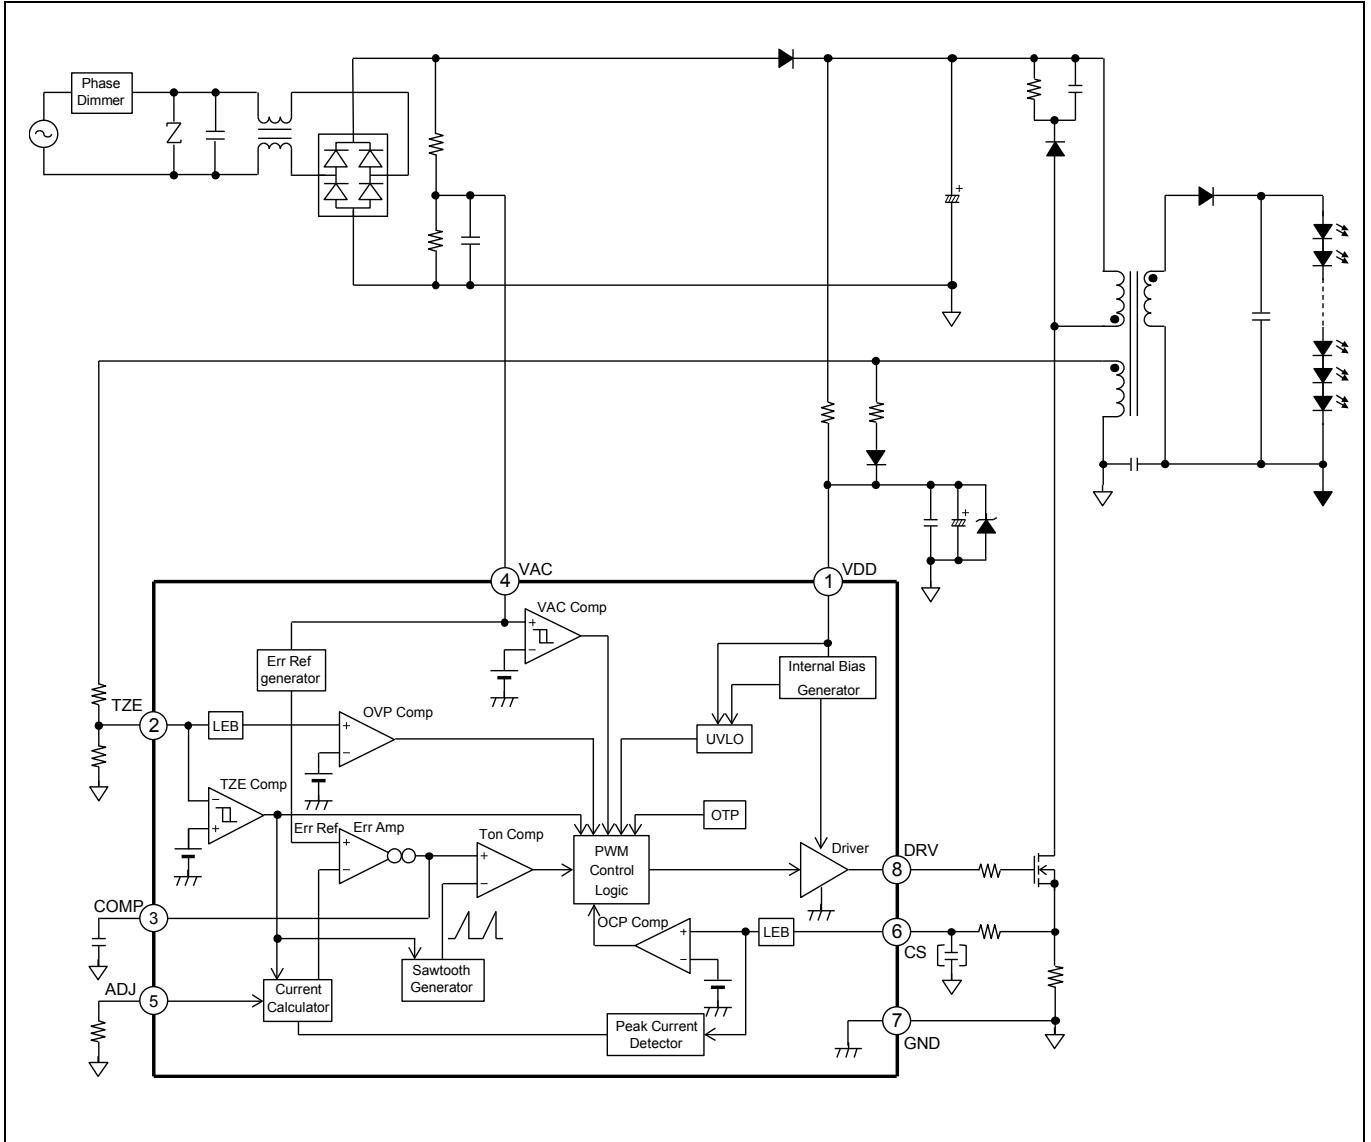 Phase
Dimmer
+
+
4
VAC
1
VDD
VAC Comp
+
−
Err Ref
generator
Internal Bias
Generator
TZE
2
LEB
OVP Comp
+
−
UVLO
TZE Comp
−
+
OTP
Err Ref
Err Amp
+
−
Ton Comp
+
−
PWM
Control
Logic
Driver
DRV
8
COMP
3
OCP Comp
+
−
LEB
6
CS
Sawtooth
Generator
ADJ
5
Current
Calculator
Peak Current
Detector
7
GND